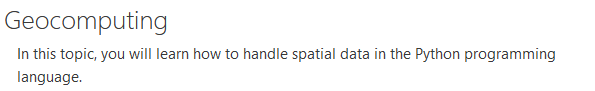 Geocomputing
In this topic, you will learn how to handle spatial data in the Python programming
language.